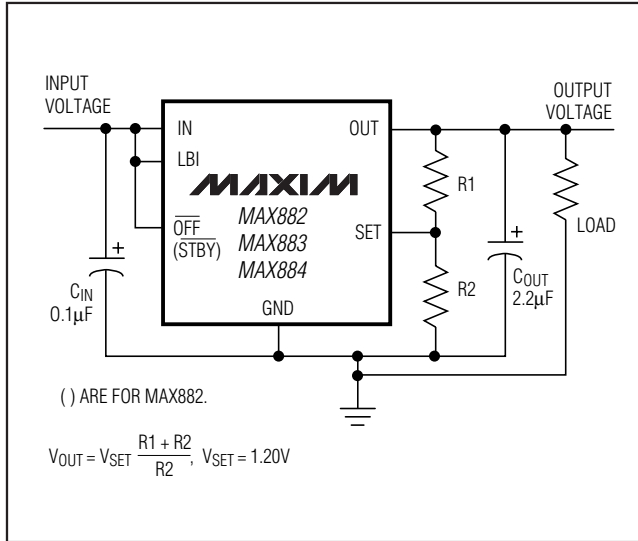 INPUT
VOLTAGE
OUTPUT
VOLTAGE
IN
OUT
LBI
MAXIM
R1
MAX882
OFF
SET
(STBY)
MAX883
LOAD
MAX884
+
+
CIN
0.1µF
R2
COUT
2.2µF
GND
( ) ARE FOR MAX882.
VOUT = VSET (R1 + R2)/R2, VSET = 1.20V